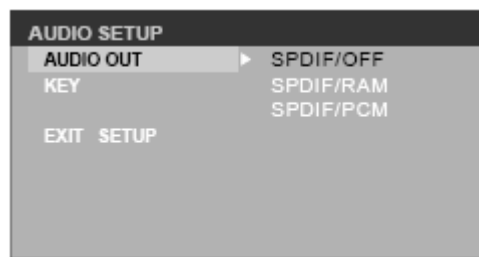 AUDIO SETUP
AUDIO OUT SPDIF/OFF
KEY SPDIF/RAM
SPDIF/PCM
EXIT SETUP